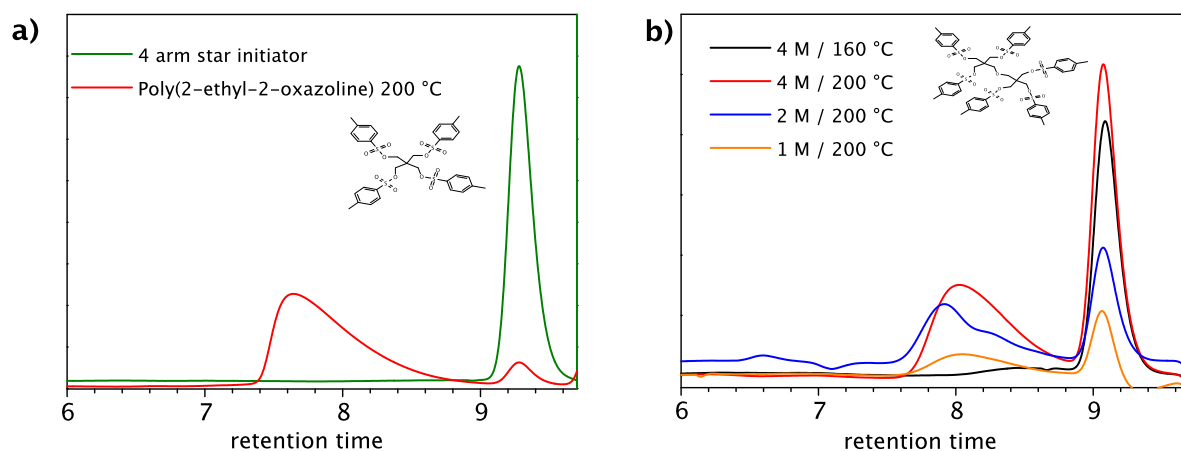 a)
4 arm star initiator
Poly(2-ethyl-2-oxazoline) 200 °C
6 7 8 9
retention time
b)
4 M / 160 °C
4 M / 200 °C
2 M / 200 °C
1 M / 200 °C
6 7 8 9
retention time